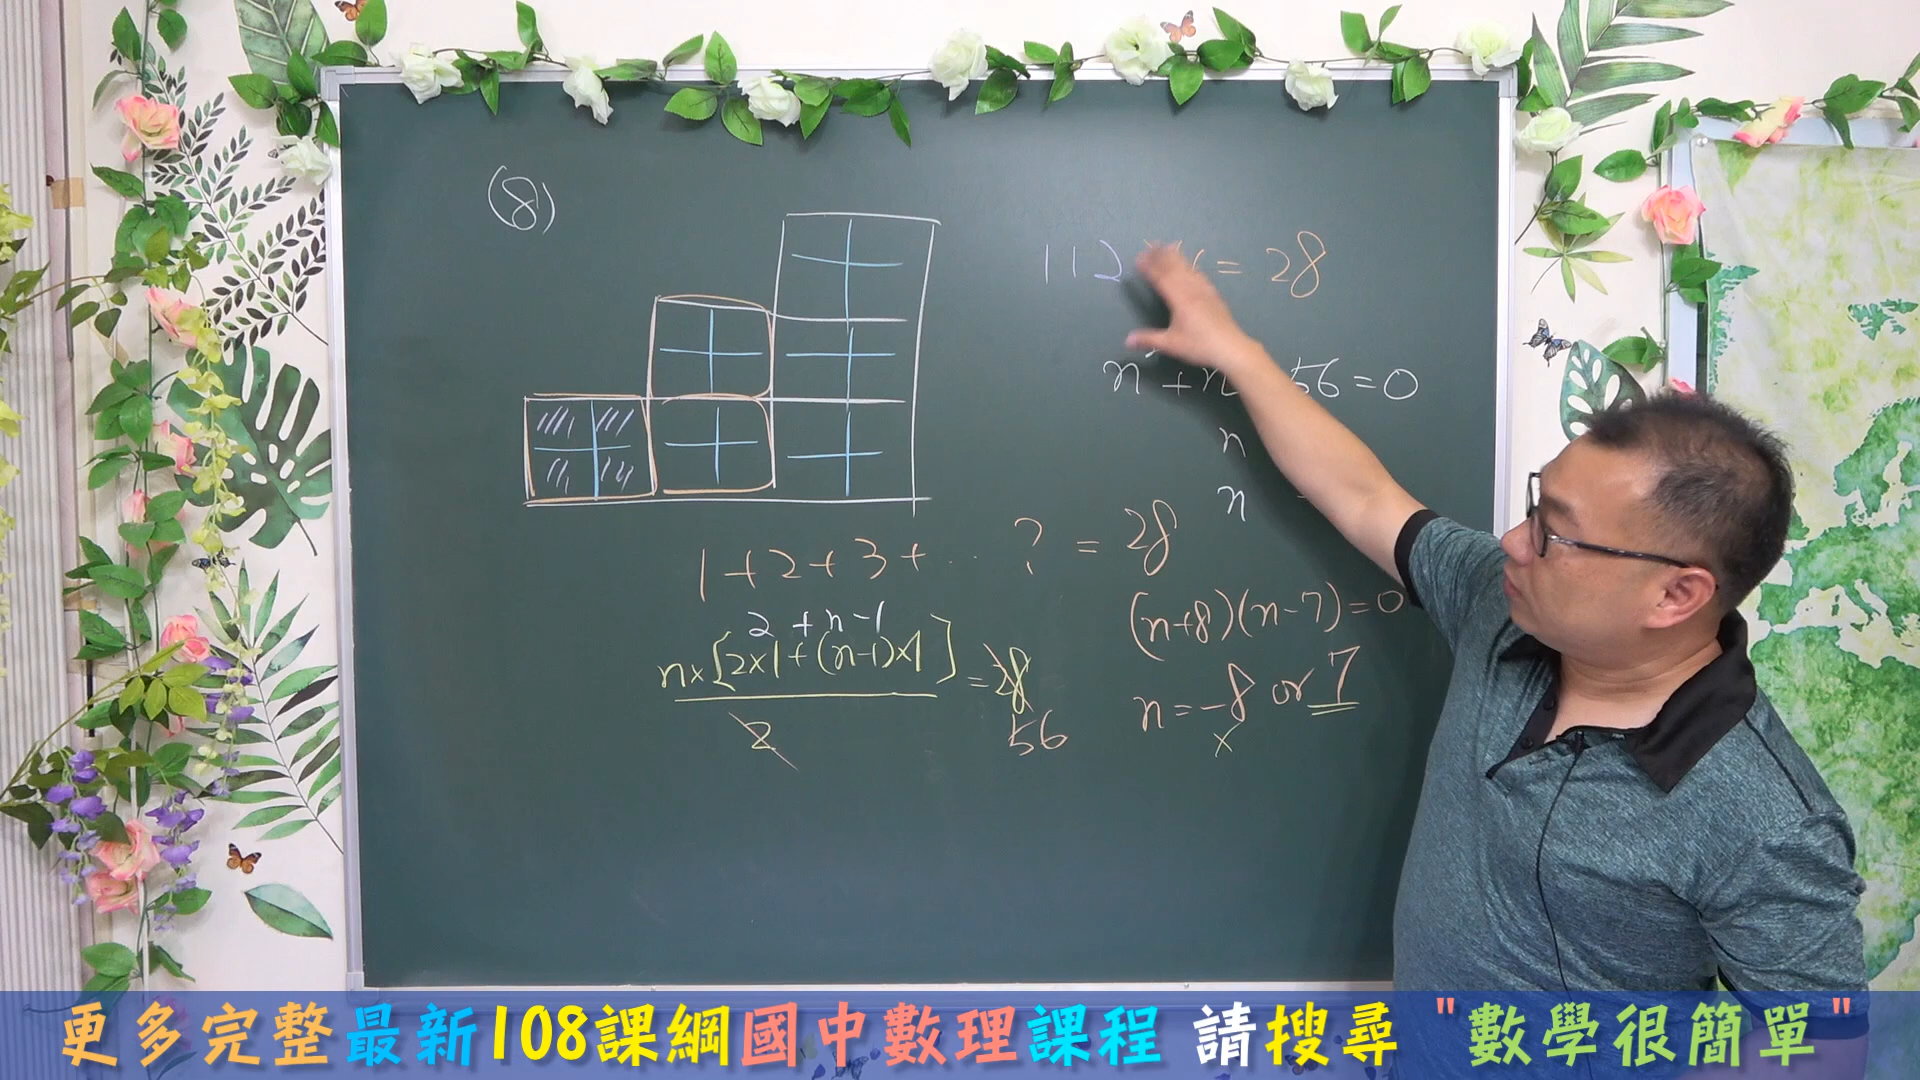 (8)
112 = 28
n² + n 56 = 0
n
n
1 + 2 + 3 + . . ? = 28
2 + n - 1
n×[2×1+(n-1)×1] = 28
2
56
(n+8)(n-7)=0
n = -8 or 7
×
更多完整最新108課綱國中數理課程 請搜尋 "數學很簡單"